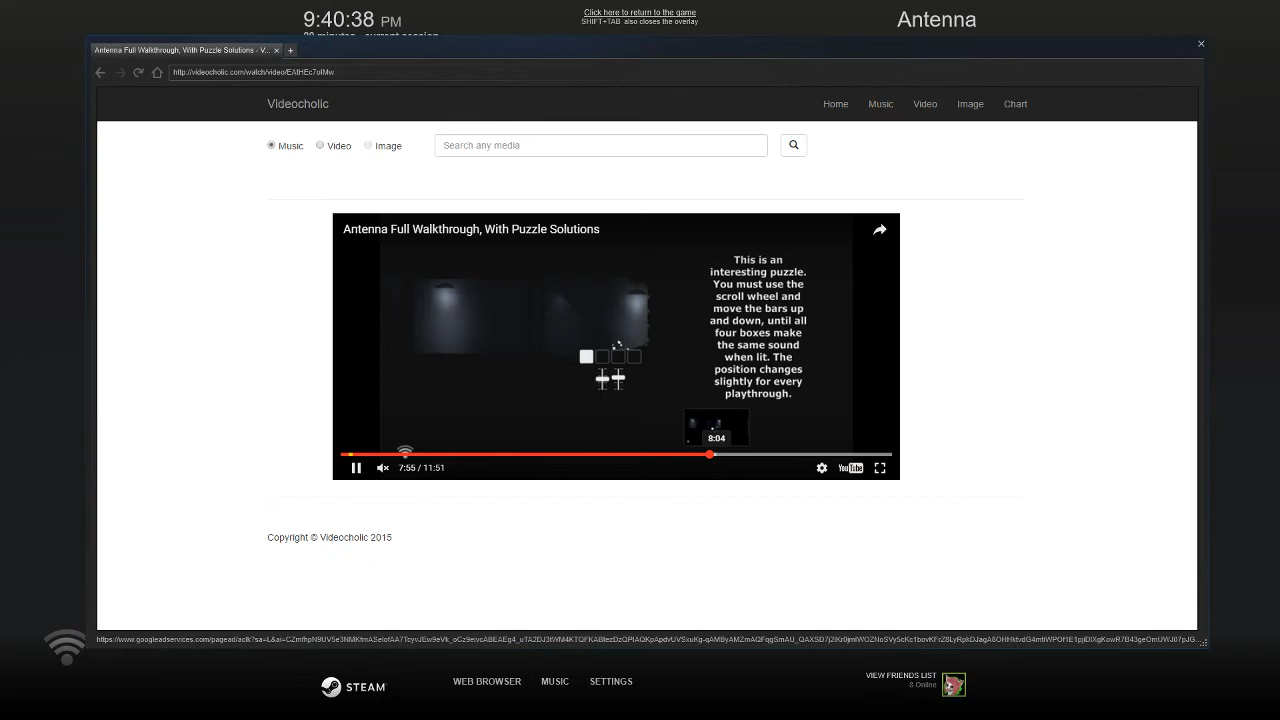 9:40:38 PM
Click here to return to the game
SHIFT+TAB also closes the overlay
Antenna
Antenna Full Walkthrough, With Puzzle Solutions - V...
http://videocholic.com/watch/video/EAtHEc7oIMw
Videocholic
Home
Music
Video
Image
Chart
Music
Video
Image
Search any media
Antenna Full Walkthrough, With Puzzle Solutions
This is an
interesting puzzle.
You must use the
scroll wheel and
move the bars up
and down, until all
four boxes make
the same sound
when lit. The
position changes
slightly for every
playthrough.
8:04
7:55 / 11:51
YouTube
Copyright © Videocholic 2015
STEAM
WEB BROWSER
MUSIC
SETTINGS
VIEW FRIENDS LIST
8 Online